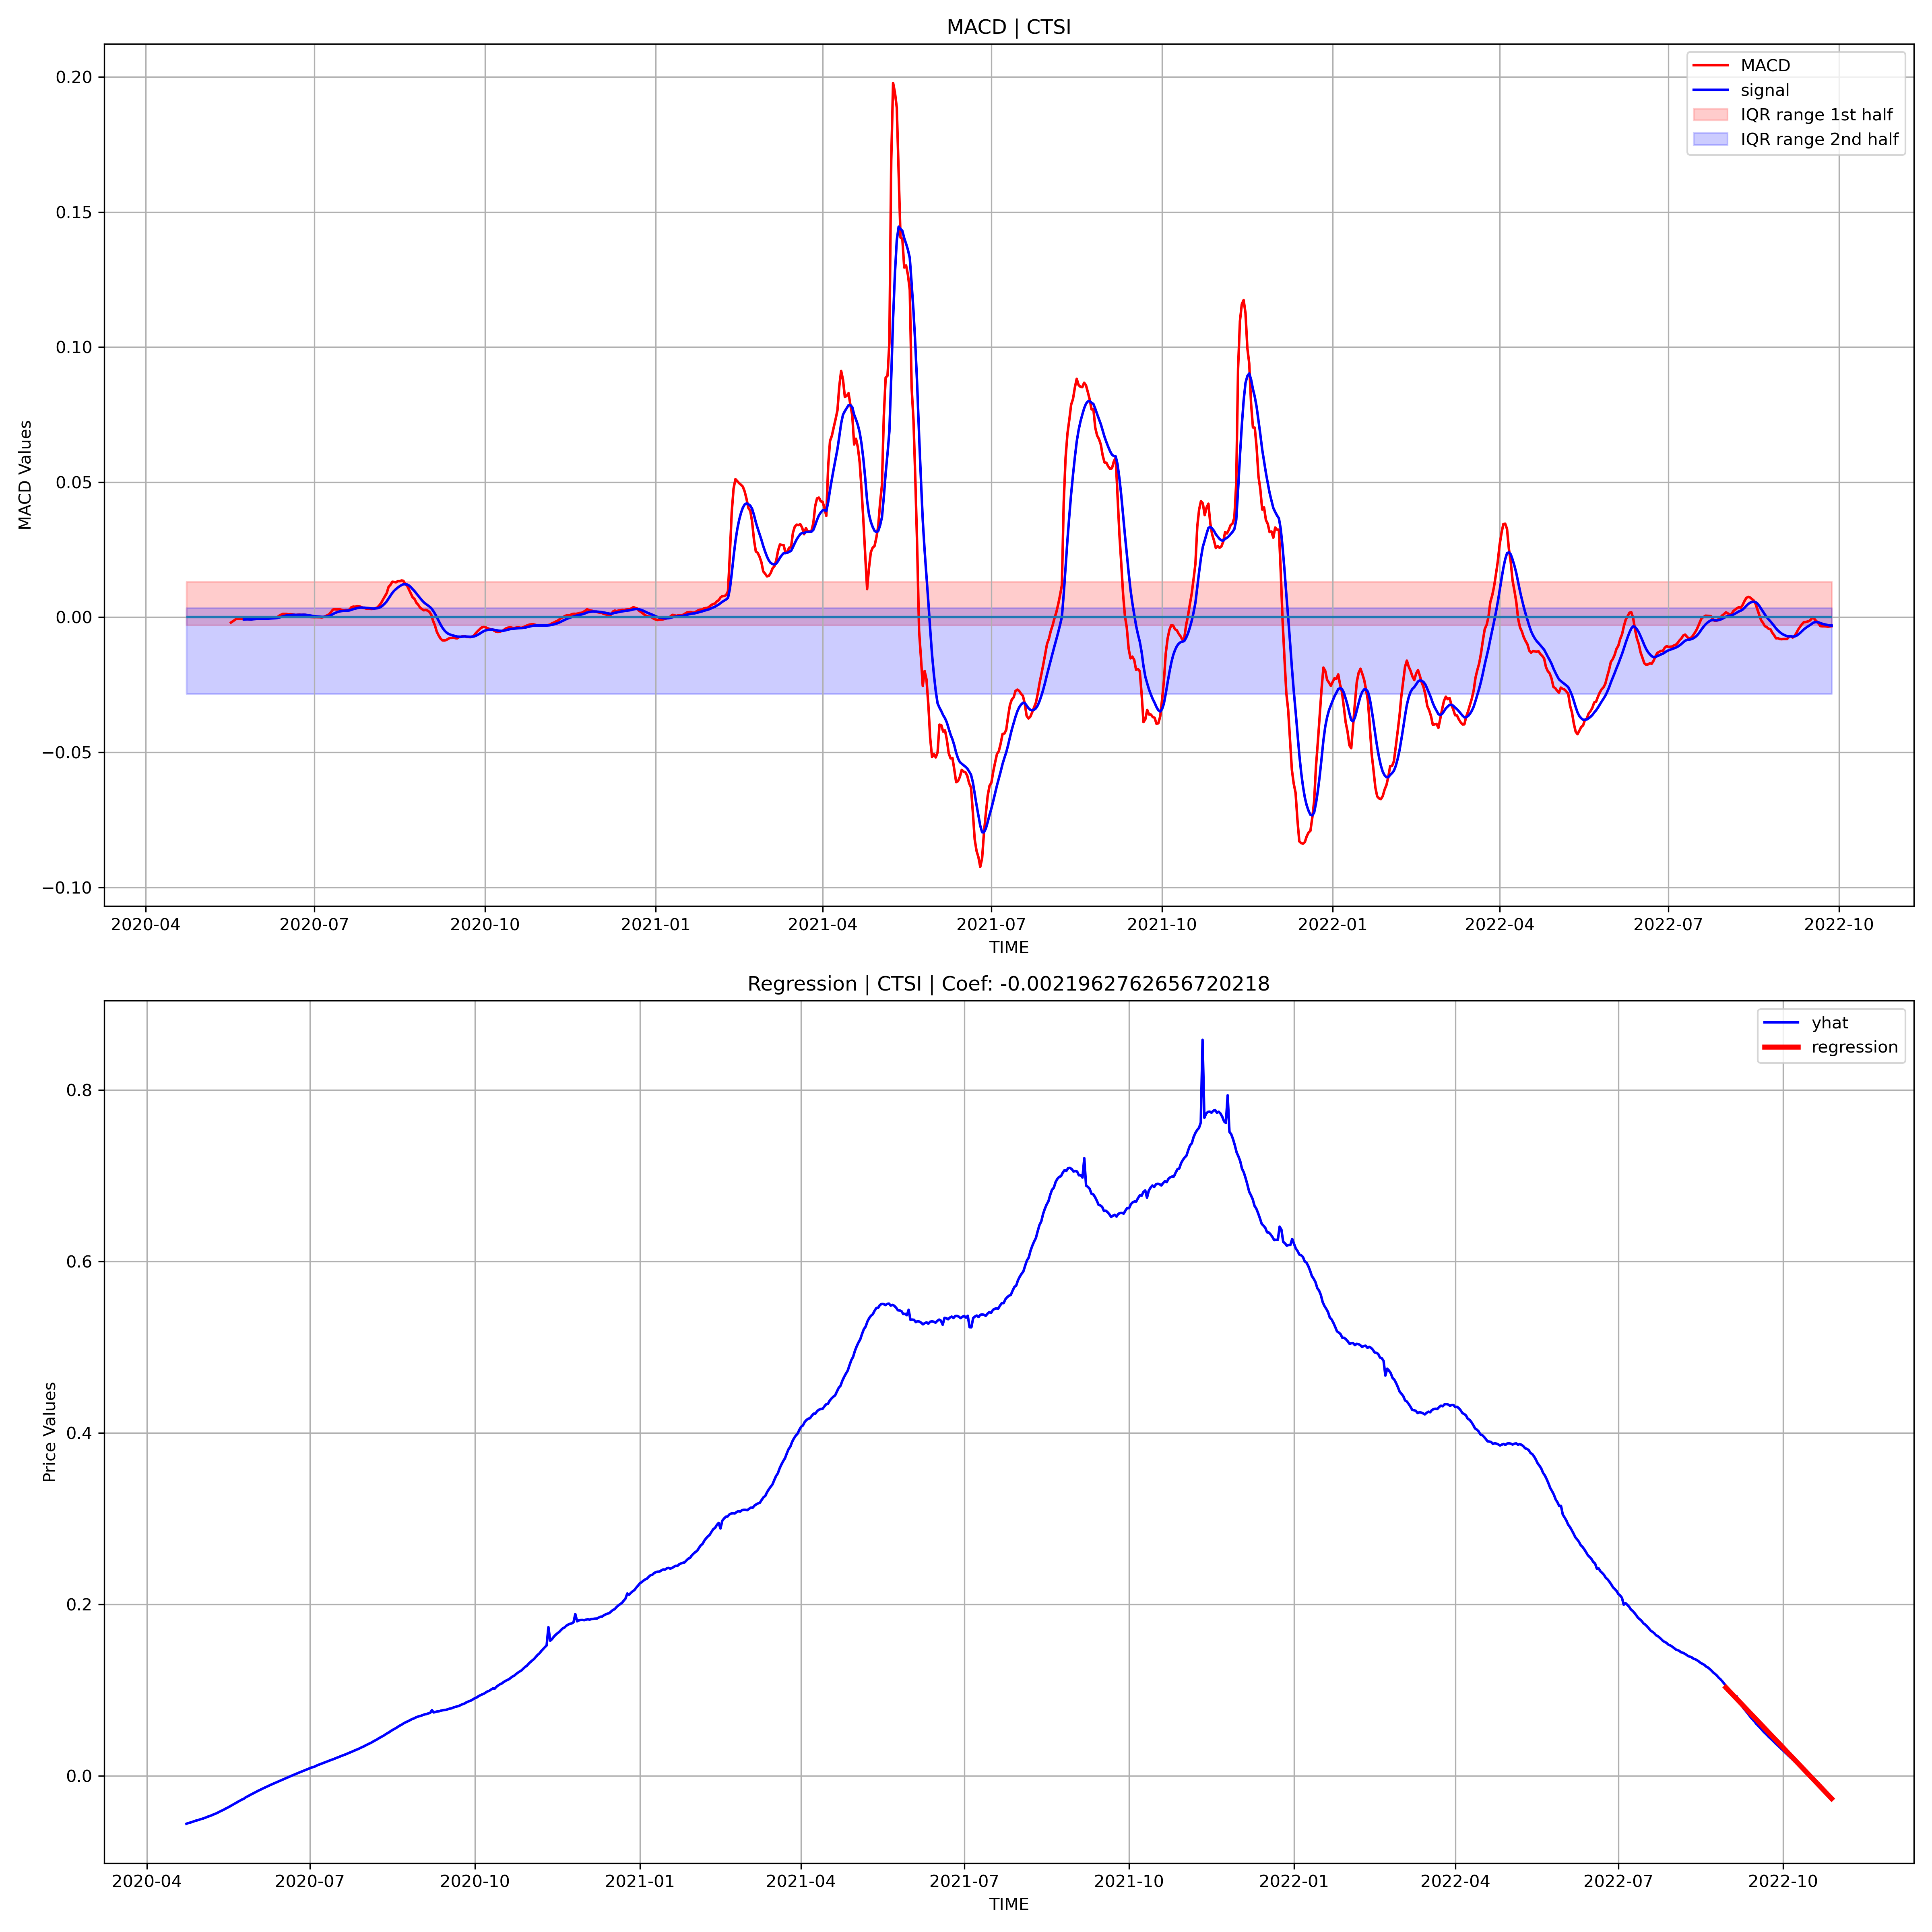 MACD | CTSI
MACD
signal
IQR range 1st half
IQR range 2nd half
0.20
0.15
0.10
0.05
0.00
−0.05
−0.10
MACD Values
2020-04 2020-07 2020-10 2021-01 2021-04 2021-07 2021-10 2022-01 2022-04 2022-07 2022-10
TIME
Regression | CTSI | Coef: -0.0021962762656720218
yhat
regression
0.8
0.6
0.4
0.2
0.0
Price Values
2020-04 2020-07 2020-10 2021-01 2021-04 2021-07 2021-10 2022-01 2022-04 2022-07 2022-10
TIME